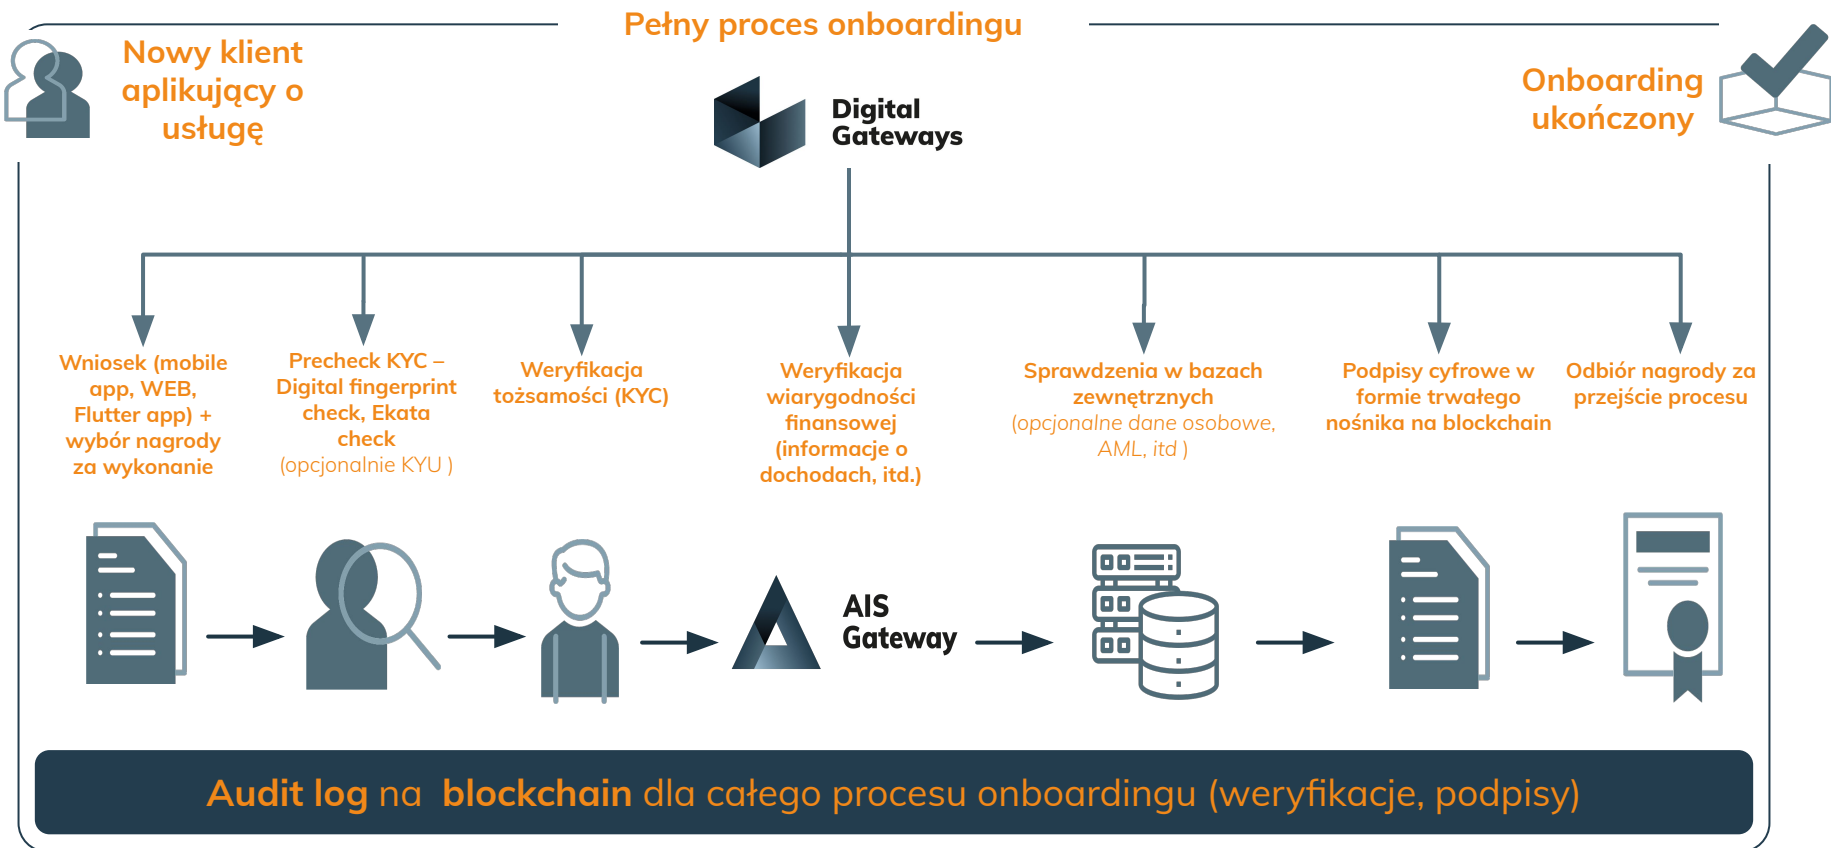 Pełny proces onboardingu
Nowy klient
aplikujący o
usługę
Digital
Gateways
Onboarding
ukończony
Wniosek (mobile
app, WEB,
Flutter app) +
wybór nagrody
za wykonanie
Precheck KYC –
Digital fingerprint
check, Ekata
check
(opcjonalnie KYU )
Weryfikacja
tożsamości (KYC)
Weryfikacja
wiarygodności
finansowej
(informacje o
dochodach, itd.)
Sprawdzenia w bazach
zewnętrznych
(opcjonalne dane osobowe,
AML, itd )
Podpisy cyfrowe w
formie trwałego
nośnika na blockchain
Odbiór nagrody za
przejście procesu
AIS
Gateway
Audit log na blockchain dla całego procesu onboardingu (weryfikacje, podpisy)